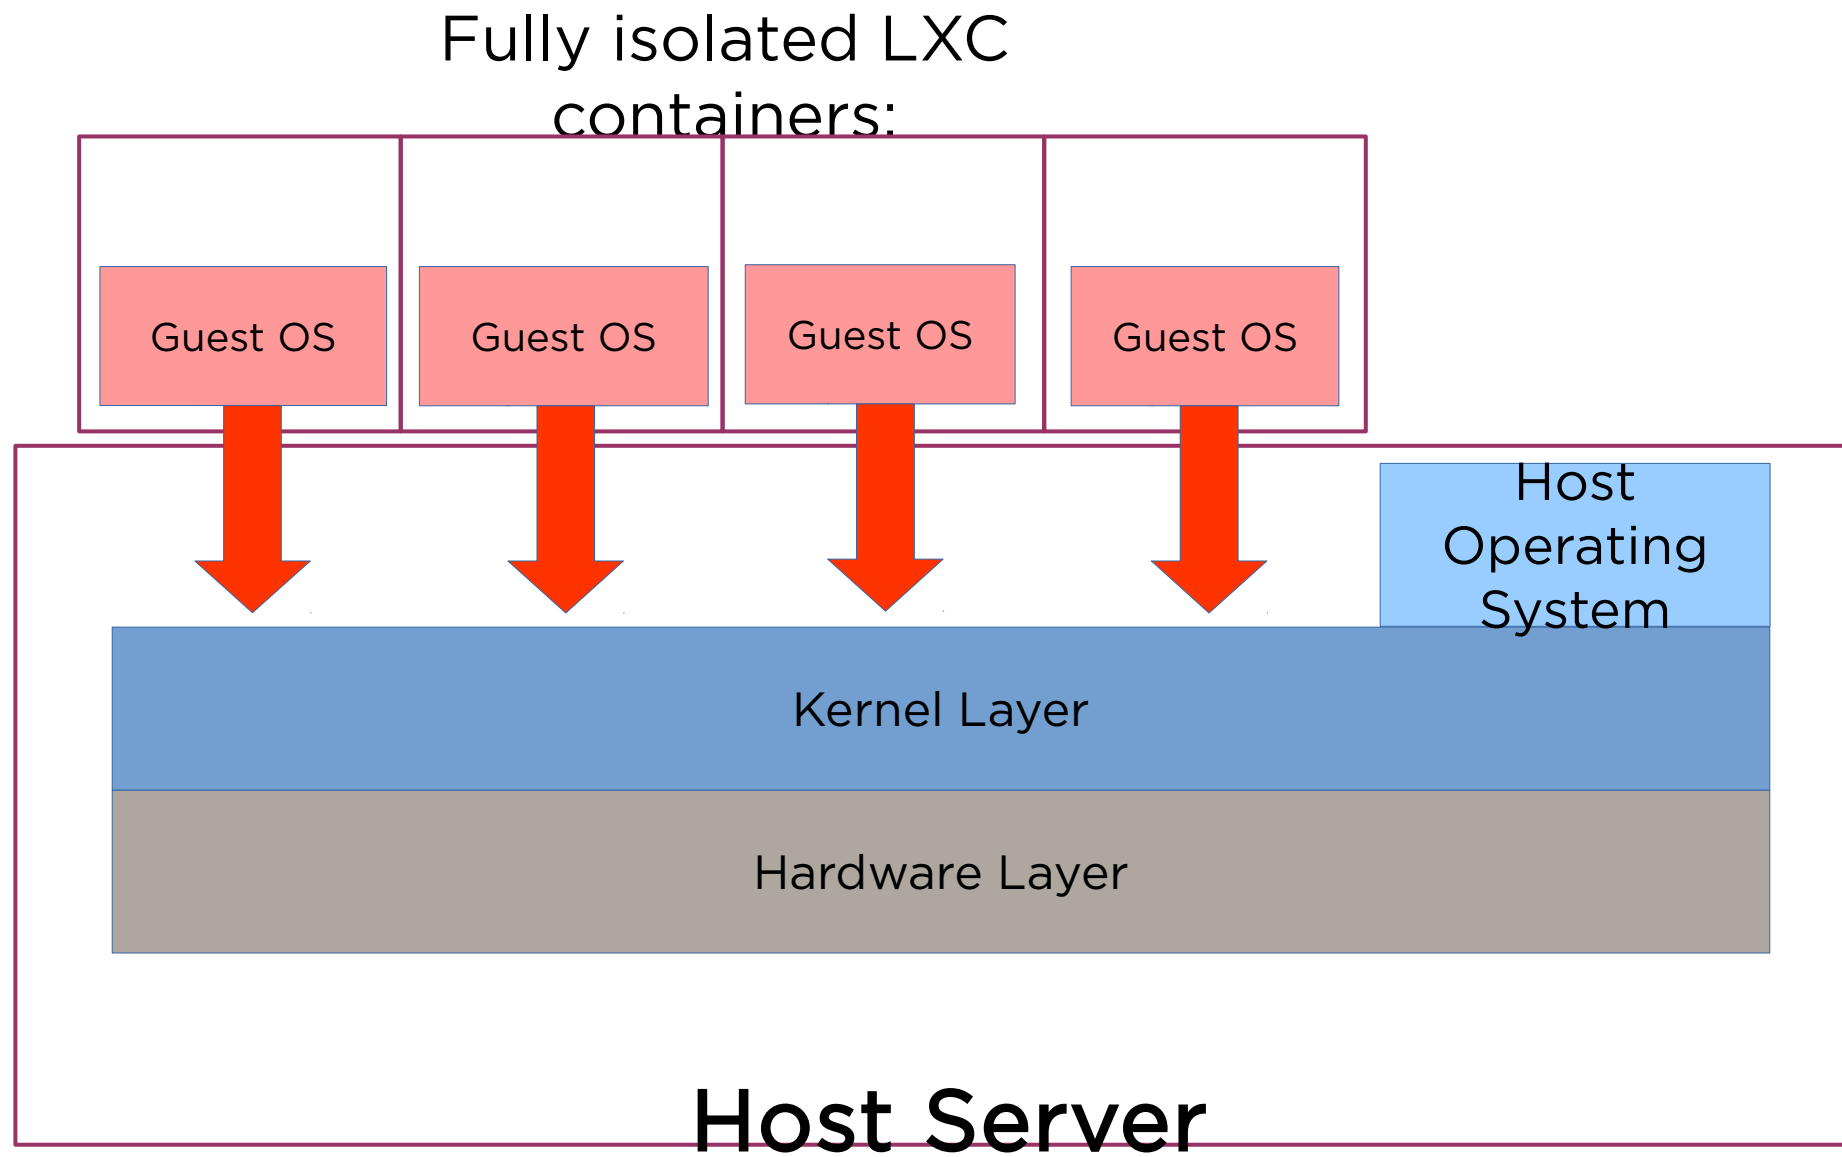 Fully isolated LXC
containers:
Guest OS
Guest OS
Guest OS
Guest OS
Host
Operating
System
Kernel Layer
Hardware Layer
Host Server